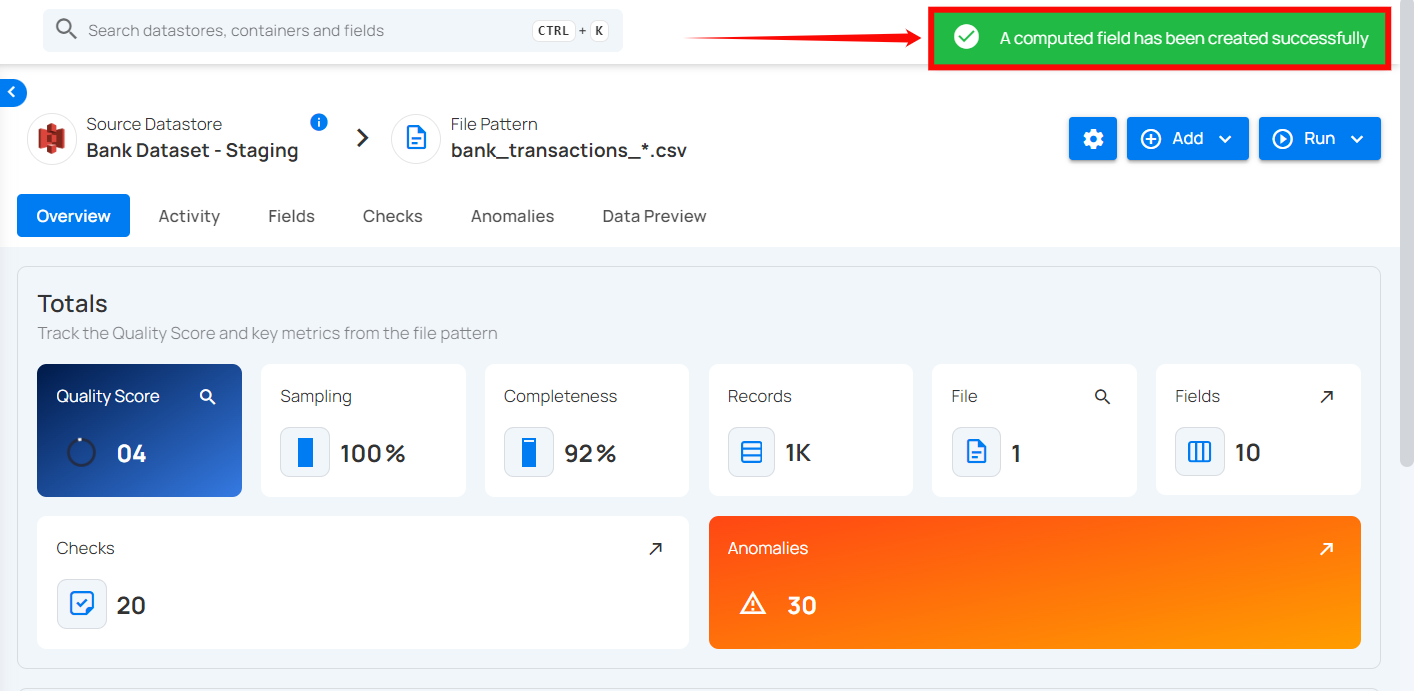 Search datastores, containers and fields CTRL + K
A computed field has been created successfully
Source Datastore
Bank Dataset - Staging
File Pattern
bank_transactions_*.csv
Add
Run
Overview Activity Fields Checks Anomalies Data Preview
Totals
Track the Quality Score and key metrics from the file pattern
Quality Score
04
Sampling
100%
Completeness
92%
Records
1K
File
1
Fields
10
Checks
20
Anomalies
30